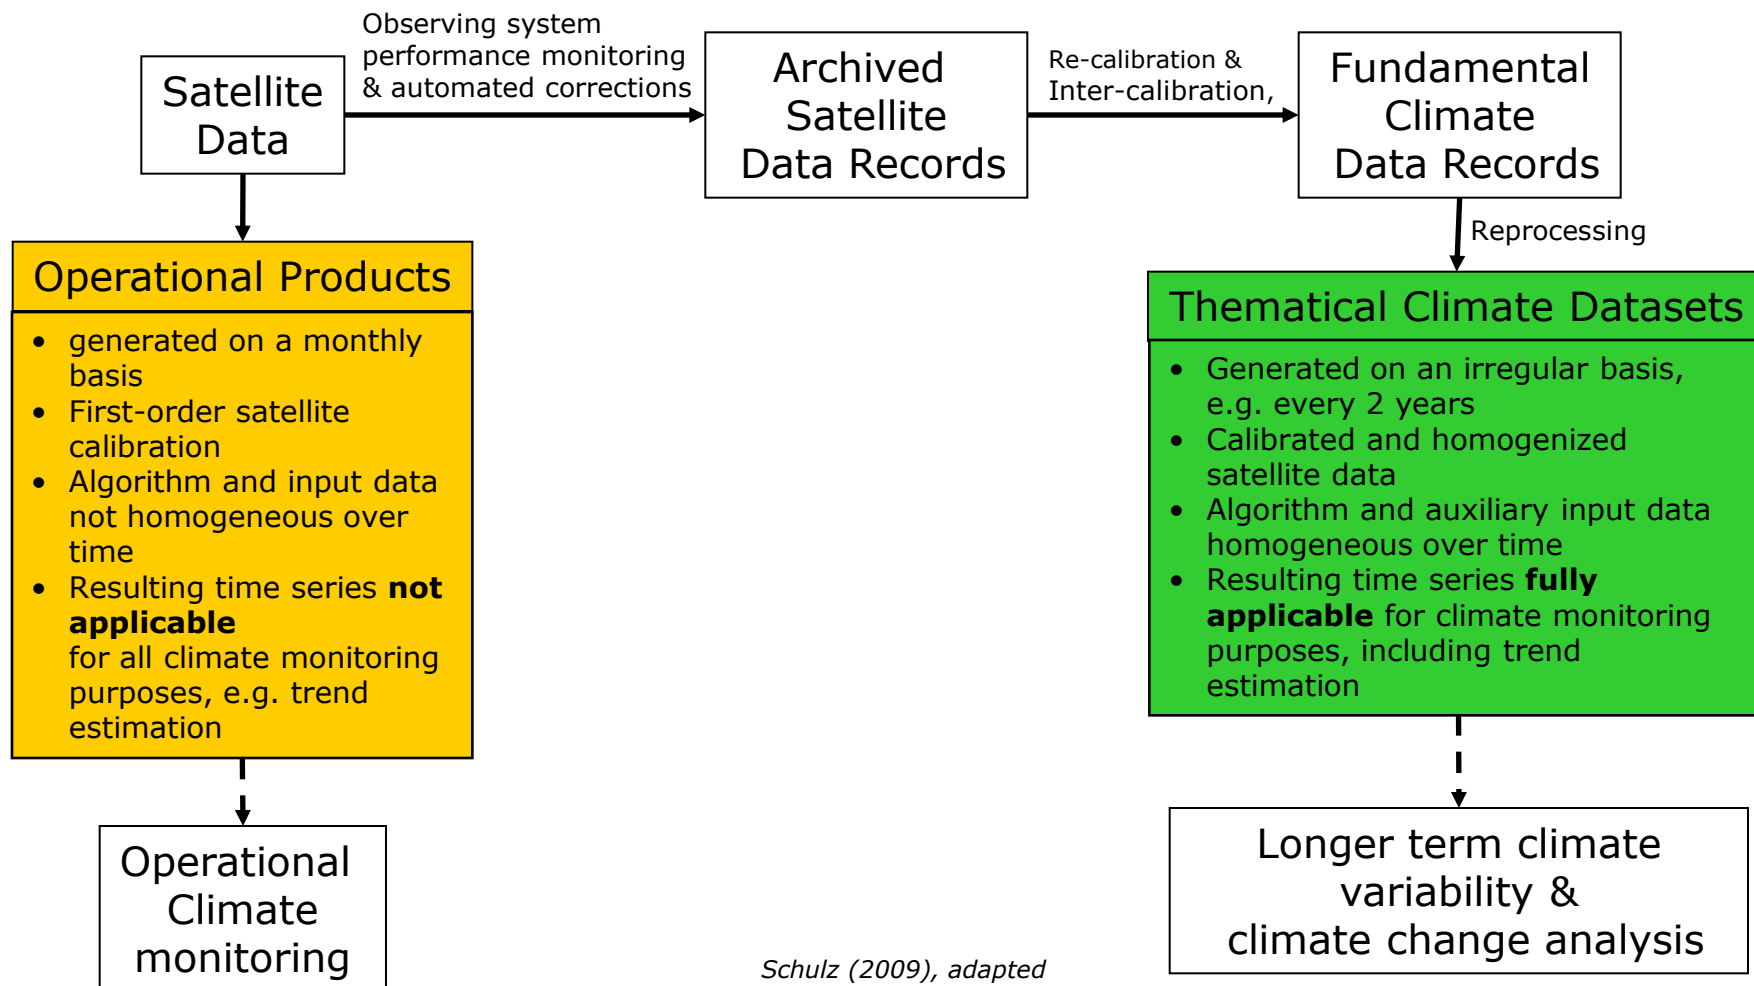 Satellite
Data
Observing system
performance monitoring
& automated corrections
Archived
Satellite
Data Records
Re-calibration &
Inter-calibration,
Fundamental
Climate
Data Records
Reprocessing
Operational Products
• generated on a monthly
basis
• First-order satellite
calibration
• Algorithm and input data
not homogeneous over
time
• Resulting time series not
applicable
for all climate monitoring
purposes, e.g. trend
estimation
Operational
Climate
monitoring
Thematical Climate Datasets
• Generated on an irregular basis,
e.g. every 2 years
• Calibrated and homogenized
satellite data
• Algorithm and auxiliary input data
homogeneous over time
• Resulting time series fully
applicable for climate monitoring
purposes, including trend
estimation
Longer term climate
variability &
climate change analysis
Schulz (2009), adapted